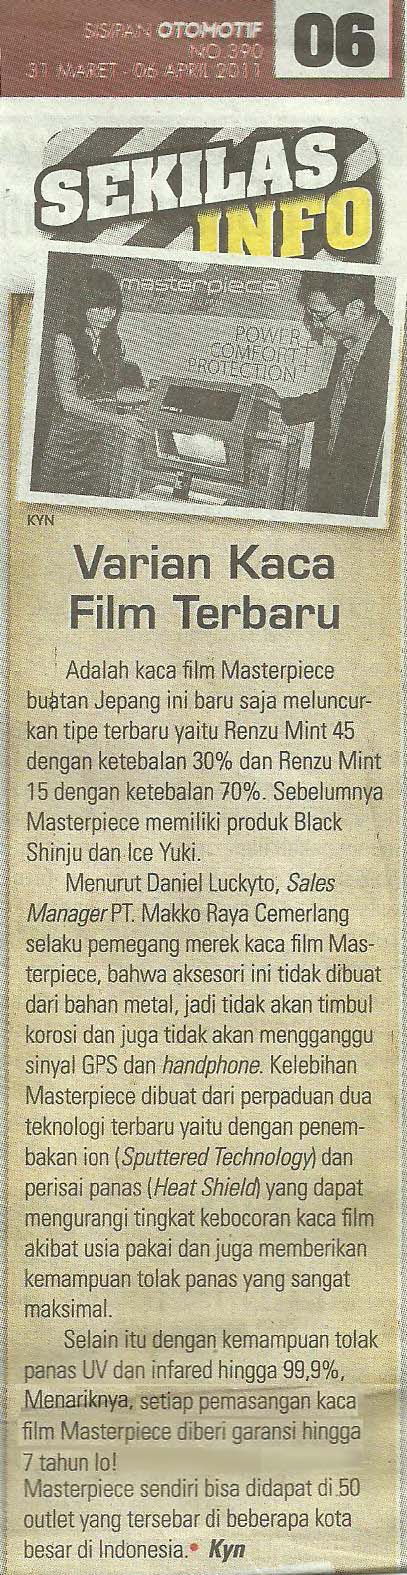 SISIPAN OTOMOTIF
NO.390
31 MARET - 06 APRIL 2011
06
SEKILAS
INFO
masterpiece
POWER +
COMFORT +
PROTECTION +
KYN
Varian Kaca
Film Terbaru
Adalah kaca film Masterpiece
buatan Jepang ini baru saja meluncur-
kan tipe terbaru yaitu Renzu Mint 45
dengan ketebalan 30% dan Renzu Mint
15 dengan ketebalan 70%. Sebelumnya
Masterpiece memiliki produk Black
Shinju dan Ice Yuki.
Menurut Daniel Luckyto, Sales
Manager PT. Makko Raya Cemerlang
selaku pemegang merek kaca film Mas-
terpiece, bahwa aksesori ini tidak dibuat
dari bahan metal, jadi tidak akan timbul
korosi dan juga tidak akan mengganggu
sinyal GPS dan handphone. Kelebihan
Masterpiece dibuat dari perpaduan dua
teknologi terbaru yaitu dengan penem-
bakan ion (Sputtered Technology) dan
perisai panas (Heat Shield) yang dapat
mengurangi tingkat kebocoran kaca film
akibat usia pakai dan juga memberikan
kemampuan tolak panas yang sangat
maksimal.
Selain itu dengan kemampuan tolak
panas UV dan infared hingga 99,9%,
Menariknya, setiap pemasangan kaca
film Masterpiece diberi garansi hingga
7 tahun lo!
Masterpiece sendiri bisa didapat di 50
outlet yang tersebar di beberapa kota
besar di Indonesia.• Kyn